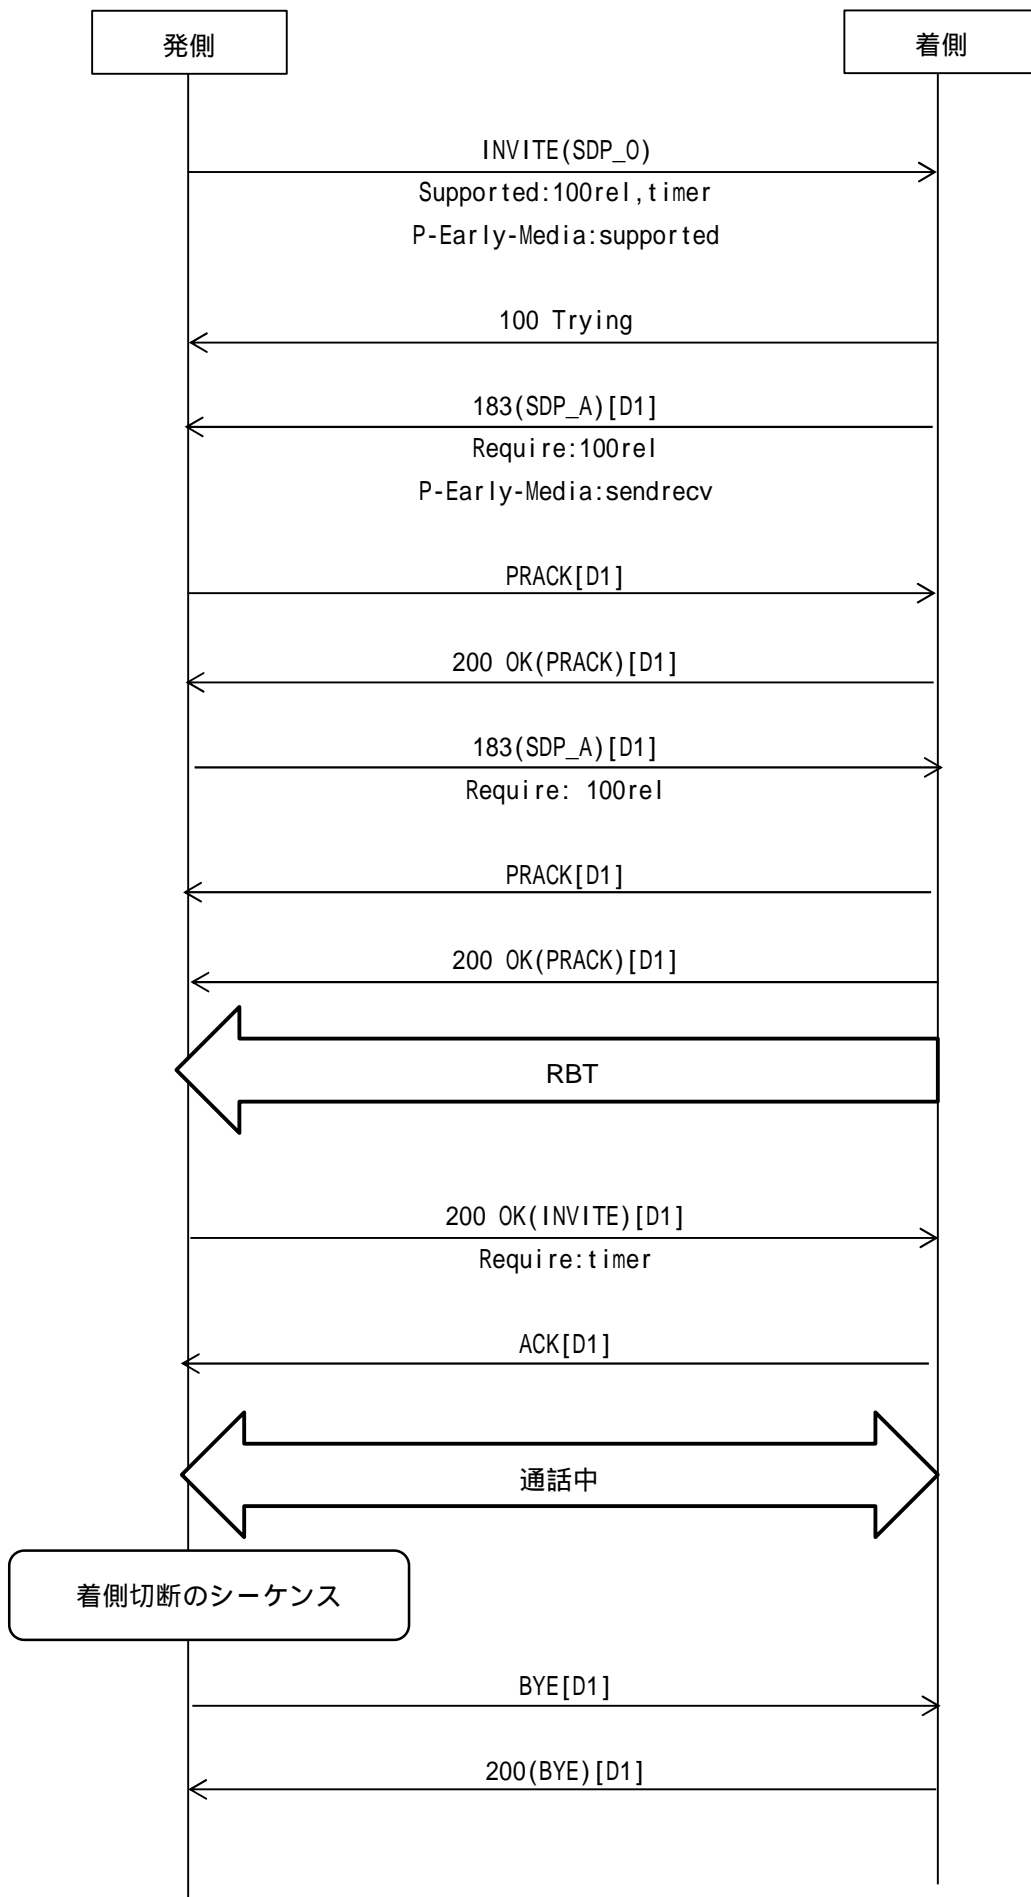 発側
着側
INVITE(SDP_O)
Supported:100rel,timer
P-Early-Media:supported
100 Trying
183(SDP_A)[D1]
Require:100rel
P-Early-Media:sendrecv
PRACK[D1]
200 OK(PRACK)[D1]
183(SDP_A)[D1]
Require: 100rel
PRACK[D1]
200 OK(PRACK)[D1]
RBT
200 OK(INVITE)[D1]
Require:timer
ACK[D1]
通話中
着側切断のシーケンス
BYE[D1]
200(BYE)[D1]